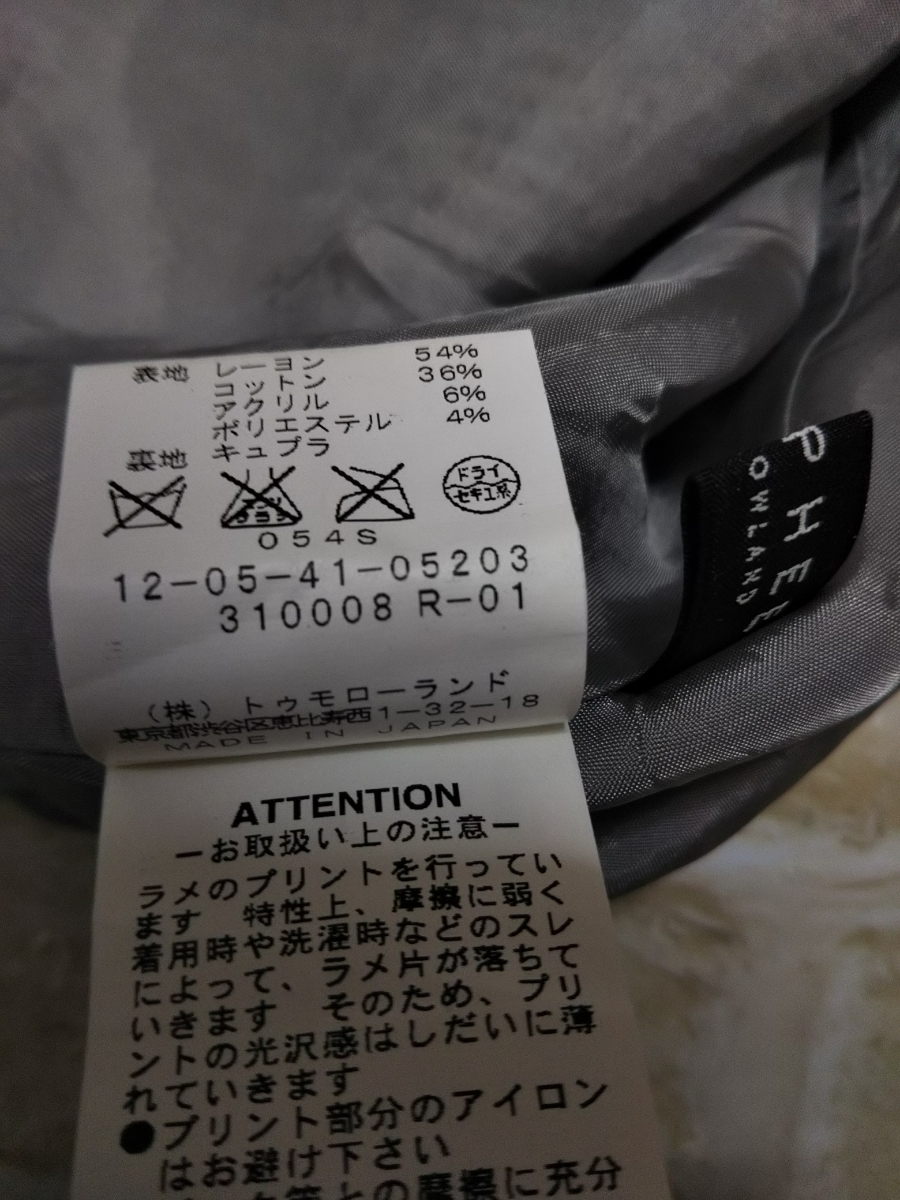 表地 レーヨン 54%
コットン 36%
アクリル 6%
ポリエステル 4%
裏地 キュプラ
ドライ
セキユ系
054S
12-05-41-05203
310008 R-01
(株) トゥモローランド
東京都渋谷区恵比寿西1-32-18
MADE IN JAPAN
ATTENTION
ーお取扱い上の注意ー
ラメのプリントを行ってい
ます 特性上、摩擦に弱く
着用時や洗濯時などのスレ
によって、ラメ片が落ちて
いきます そのため、プリ
ントの光沢感はしだいに薄
れていきます
●プリント部分のアイロン
はお避け下さい
等との摩擦に充分
PHEE
OWLAND